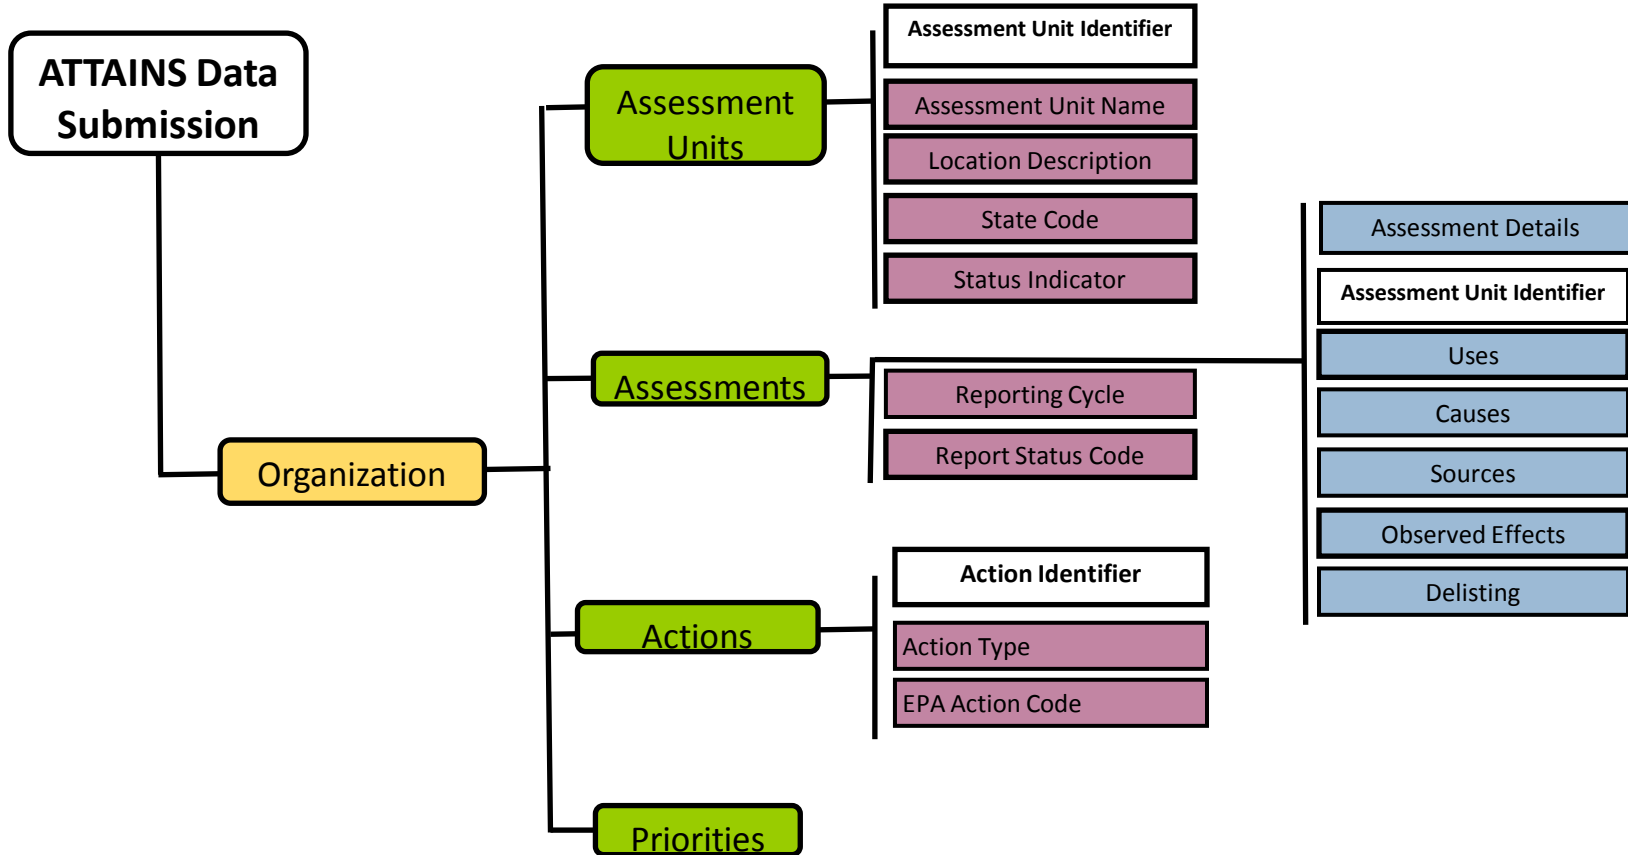 ATTAINS Data
Submission
Organization
Assessment
Units
Assessment Unit Identifier
Assessment Unit Name
Location Description
State Code
Status Indicator
Assessments
Reporting Cycle
Report Status Code
Assessment Details
Assessment Unit Identifier
Uses
Causes
Sources
Observed Effects
Delisting
Actions
Action Identifier
Action Type
EPA Action Code
Priorities